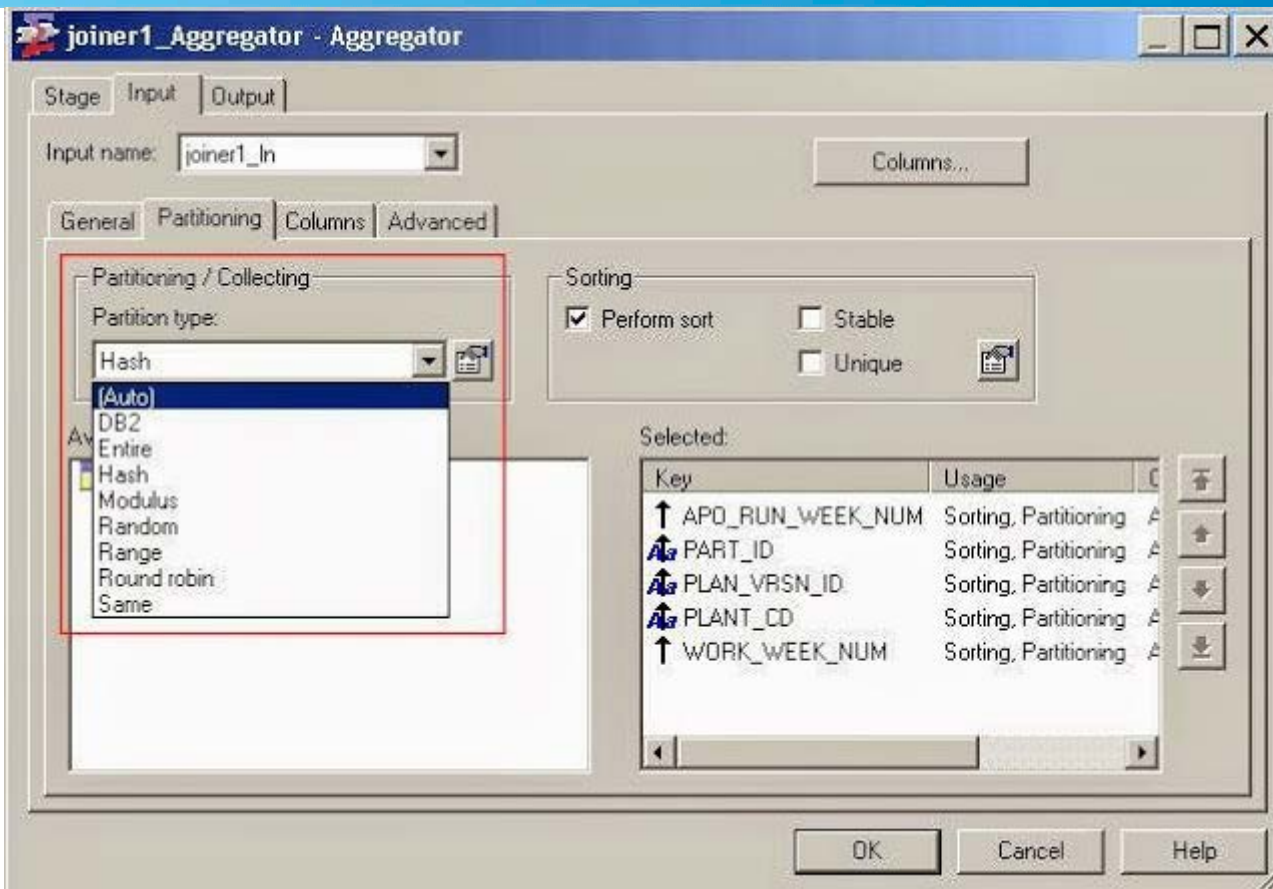 joiner1_Aggregator - Aggregator
Stage Input Output
Input name: joiner1_In
Columns...
General Partitioning Columns Advanced
Partitioning / Collecting
Partition type:
Hash
(Auto)
DB2
Entire
Hash
Modulus
Random
Range
Round robin
Same
Sorting
Perform sort Stable
Unique
Selected:
Key Usage
APO_RUN_WEEK_NUM Sorting, Partitioning
PART_ID Sorting, Partitioning
PLAN_VRSN_ID Sorting, Partitioning
PLANT_CD Sorting, Partitioning
WORK_WEEK_NUM Sorting, Partitioning
OK Cancel Help